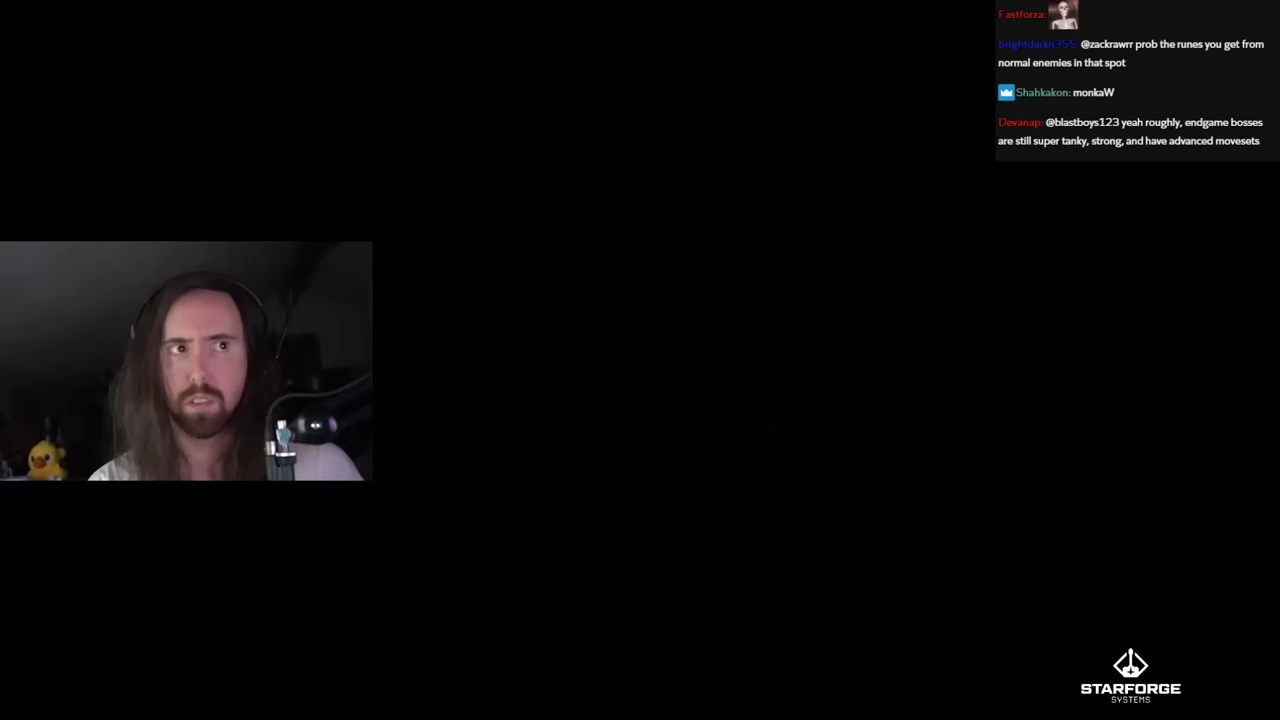 Fastforza:
brightdarkn355: @zackrawrr prob the runes you get from
normal enemies in that spot
Shahkakon: monkaW
Devanap: @blastboys123 yeah roughly, endgame bosses
are still super tanky, strong, and have advanced movesets
STARFORGE
SYSTEMS